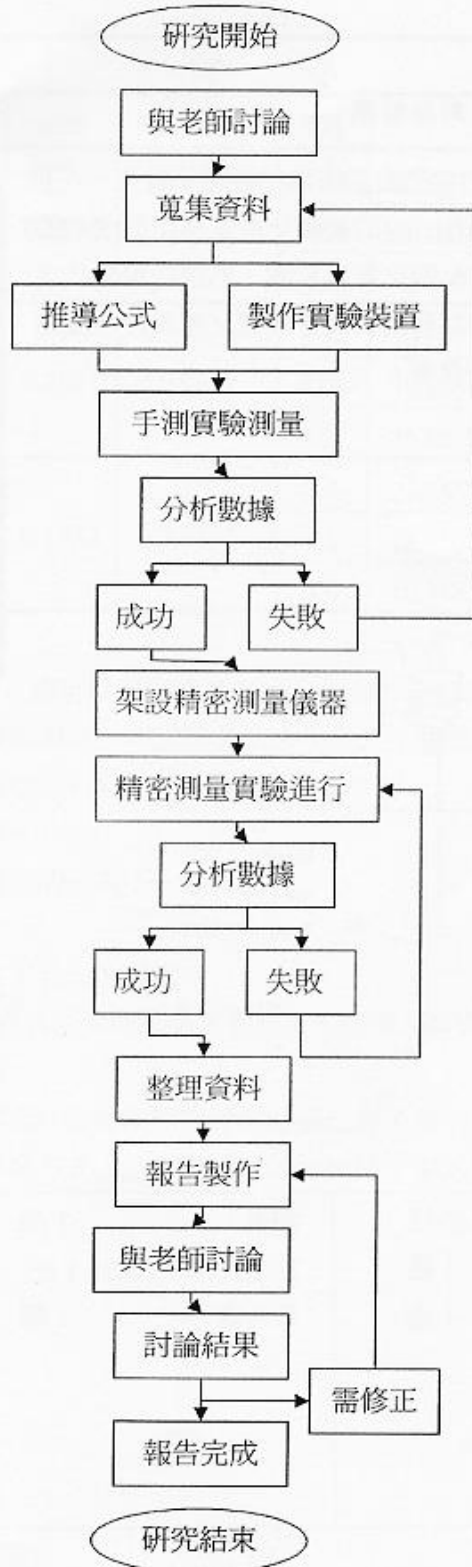 研究開始
與老師討論
蒐集資料
推導公式
製作實驗裝置
手測實驗測量
分析數據
成功
失敗
架設精密測量儀器
精密測量實驗進行
分析數據
成功
失敗
整理資料
報告製作
與老師討論
討論結果
需修正
報告完成
研究結束